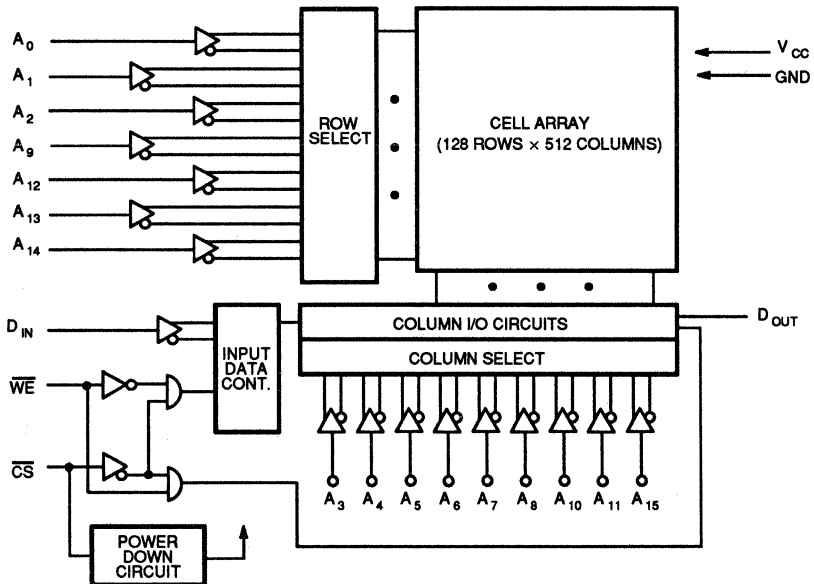 A0
A1
A2
A9
A12
A13
A14
ROW
SELECT
CELL ARRAY
(128 ROWS × 512 COLUMNS)
VCC
GND
DIN
WE
CS
INPUT
DATA
CONT.
COLUMN I/O CIRCUITS
COLUMN SELECT
DOUT
A3 A4 A5 A6 A7 A8 A10 A11 A15
POWER
DOWN
CIRCUIT